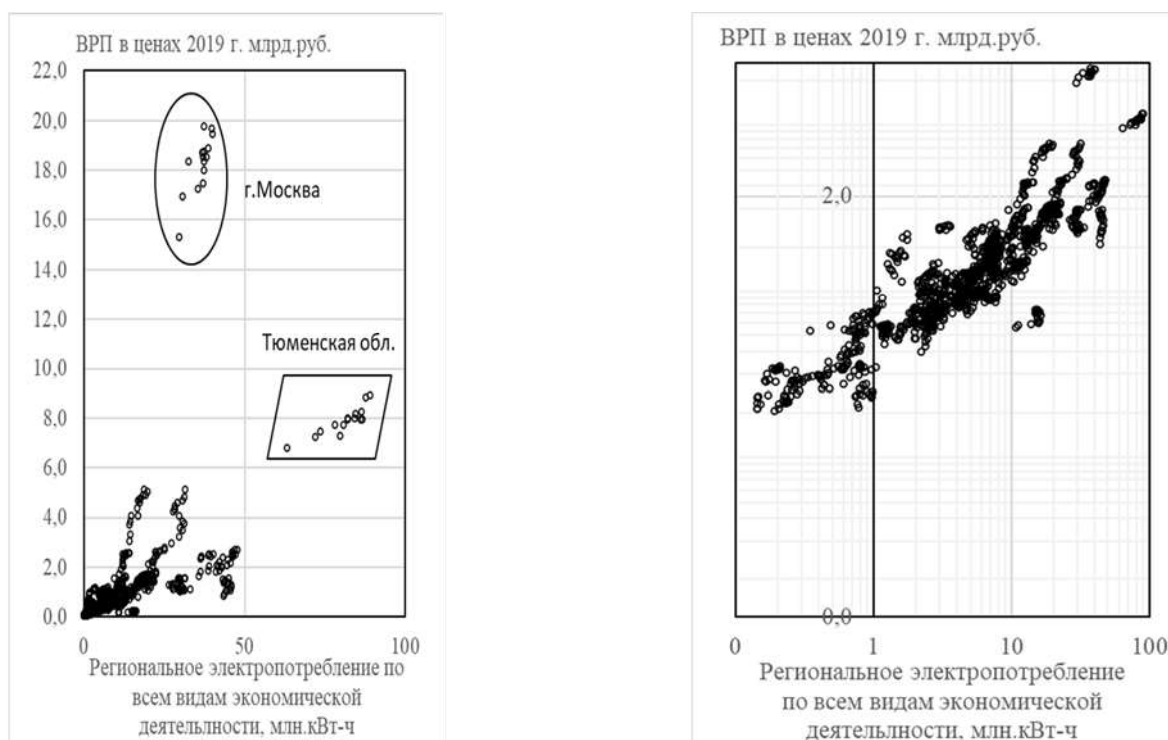 ВРП в ценах 2019 г. млрд.руб.
22,0
20,0
18,0
16,0
14,0
12,0
10,0
8,0
6,0
4,0
2,0
0,0
г.Москва
Тюменская обл.
0
50
100
Региональное электропотребление по
всем видам экономической
деятельлности, млн.кВт-ч
ВРП в ценах 2019 г. млрд.руб.
2,0
0,0
0
1
10
100
Региональное электропотребление
по всем видам экономической
деятельлности, млн.кВт-ч